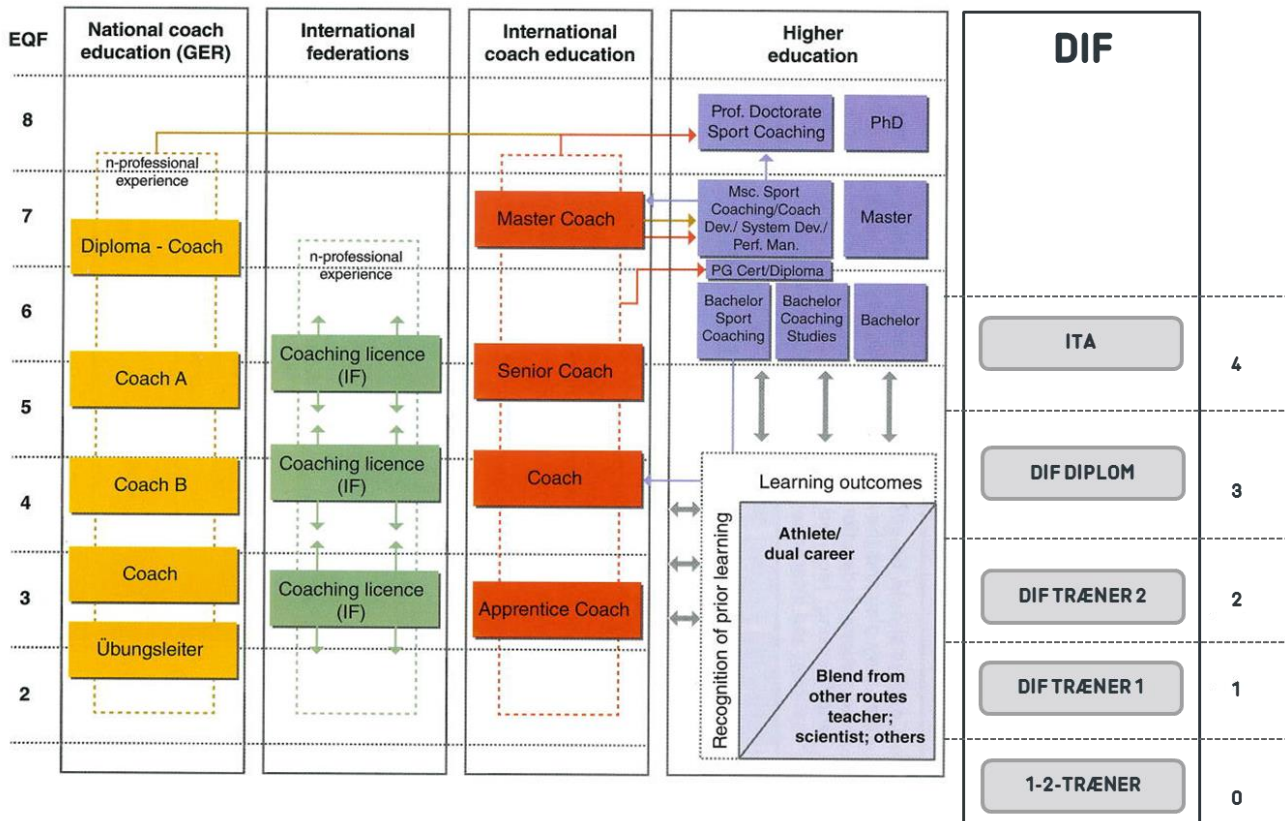 EQF
National coach
education (GER)
International
federations
International
coach education
Higher
education
DIF
8
7
6
5
4
3
2
n-professional
experience
Diploma - Coach
Coach A
Coach B
Coach
Übungsleiter
n-professional
experience
Coaching licence
(IF)
Coaching licence
(IF)
Coaching licence
(IF)
Master Coach
Senior Coach
Coach
Apprentice Coach
Prof. Doctorate
Sport Coaching
PhD
Msc. Sport
Coaching/Coach
Dev./ System Dev./
Perf. Man.
Master
PG Cert/Diploma
Bachelor
Sport
Coaching
Bachelor
Coaching
Studies
Bachelor
Learning outcomes
Recognition of prior learning
Athlete/
dual career
Blend from
other routes
teacher;
scientist; others
ITA
4
DIF DIPLOM
3
DIF TRÆNER 2
2
DIF TRÆNER 1
1
1-2-TRÆNER
0